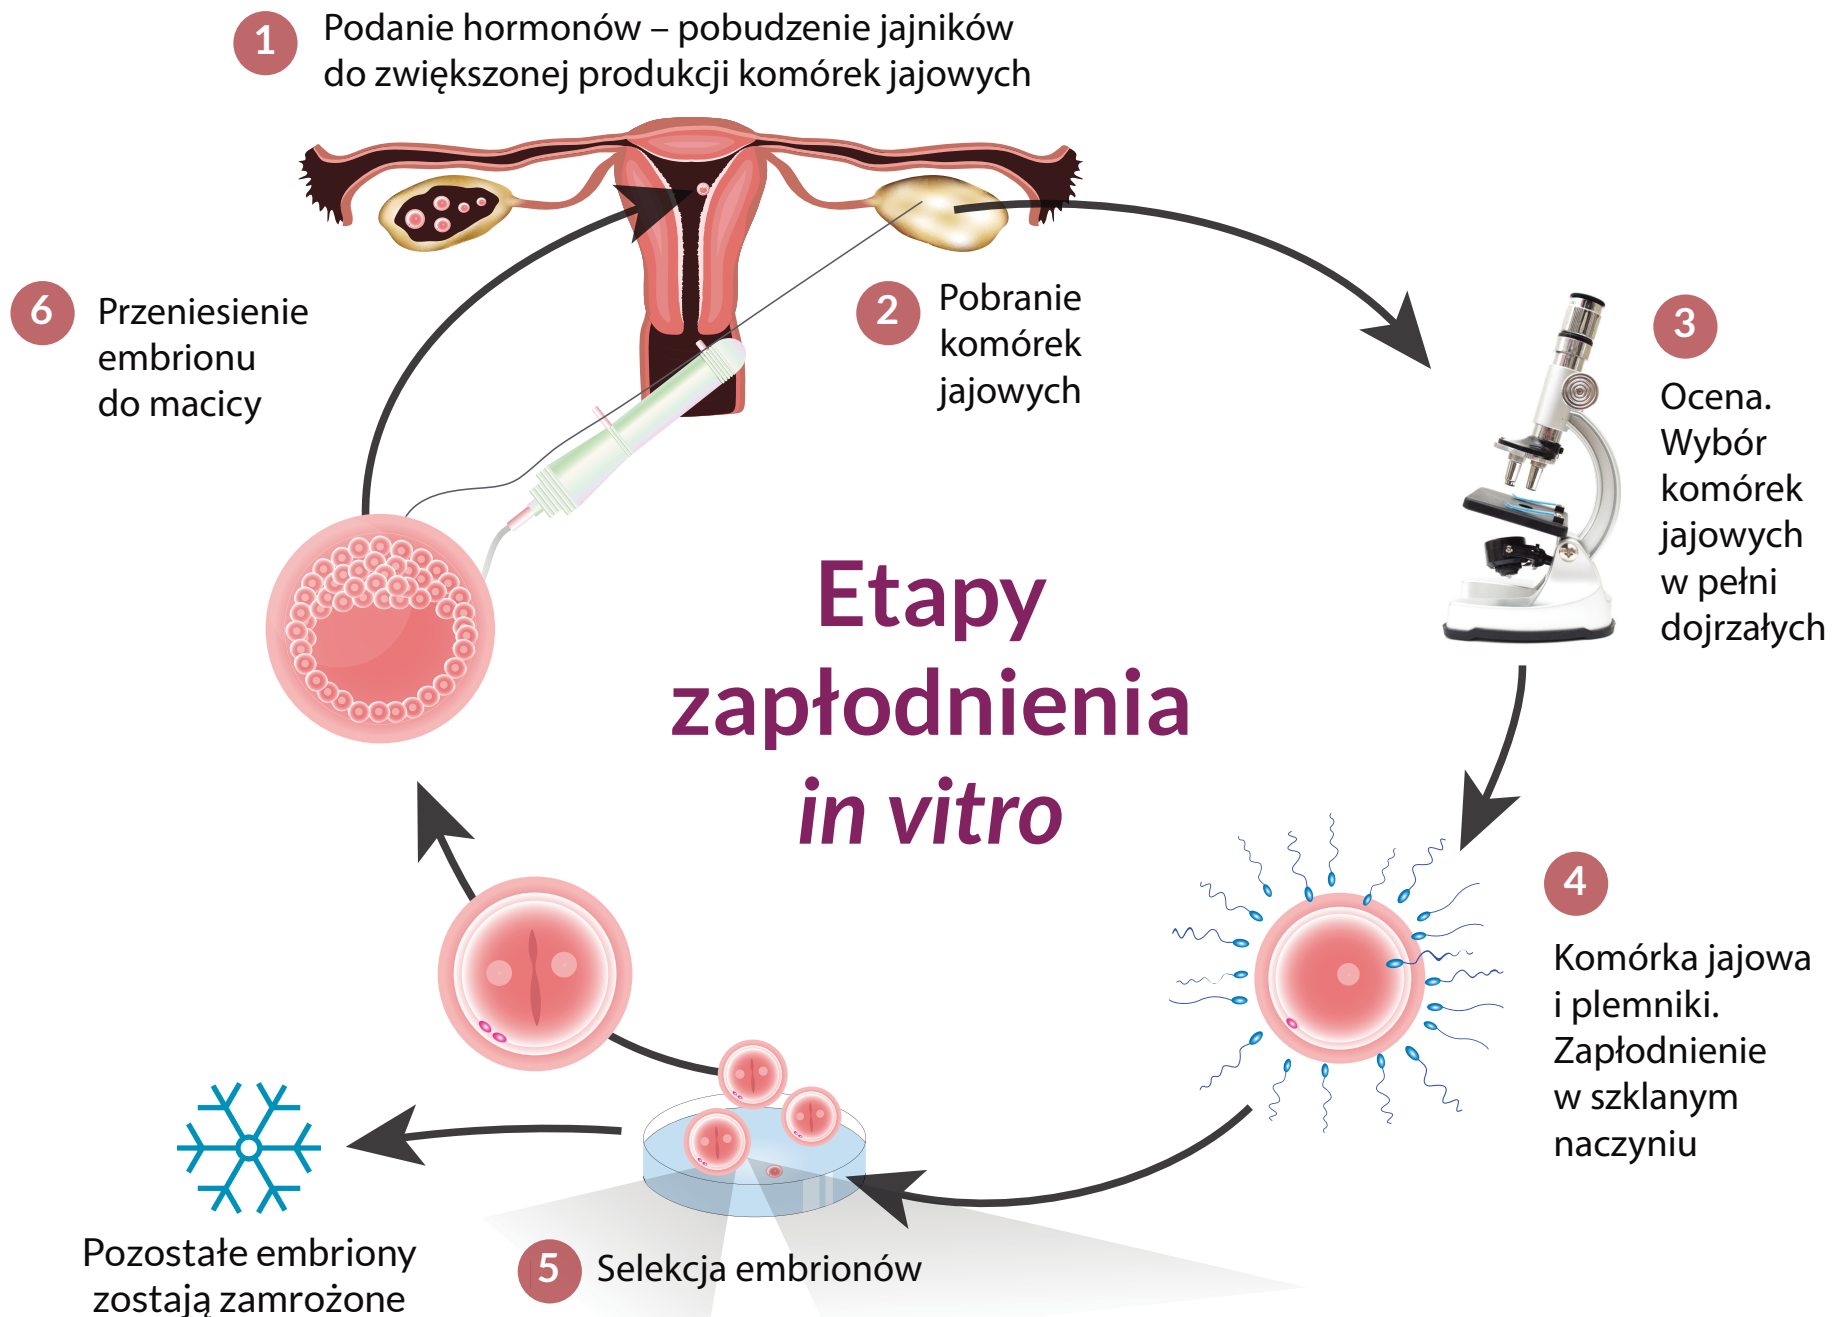 1
Podanie hormonów – pobudzenie jajników
do zwiększonej produkcji komórek jajowych
2
Pobranie
komórek
jajowych
3
Ocena.
Wybór
komórek
jajowych
w pełni
dojrzałych
4
Komórka jajowa
i plemniki.
Zapłodnienie
w szklanym
naczyniu
5
Selekcja embrionów
Pozostałe embriony
zostają zamrożone
6
Przeniesienie
embrionu
do macicy
Etapy
zapłodnienia
in vitro